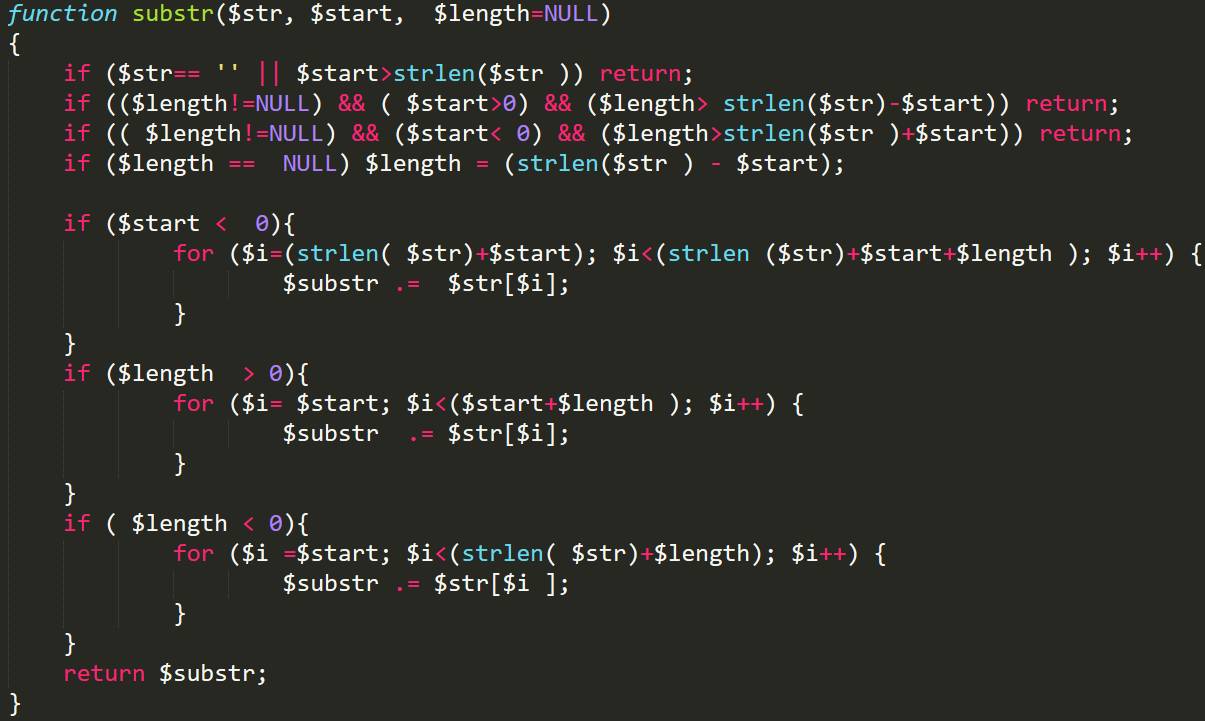 function substr($str, $start,  $length=NULL)
{
    if ($str== '' || $start>strlen($str )) return;
    if (($length!=NULL) && ( $start>0) && ($length> strlen($str)-$start)) return;
    if (( $length!=NULL) && ($start< 0) && ($length>strlen($str )+$start)) return;
    if ($length ==  NULL) $length = (strlen($str ) - $start);

    if ($start <  0){
            for ($i=(strlen( $str)+$start); $i<(strlen ($str)+$start+$length ); $i++) {
                    $substr .=  $str[$i];
            }
    }
    if ($length  > 0){
            for ($i= $start; $i<($start+$length ); $i++) {
                    $substr  .= $str[$i];
            }
    }
    if ( $length < 0){
            for ($i =$start; $i<(strlen( $str)+$length); $i++) {
                    $substr .= $str[$i ];
            }
    }
    return $substr;
}